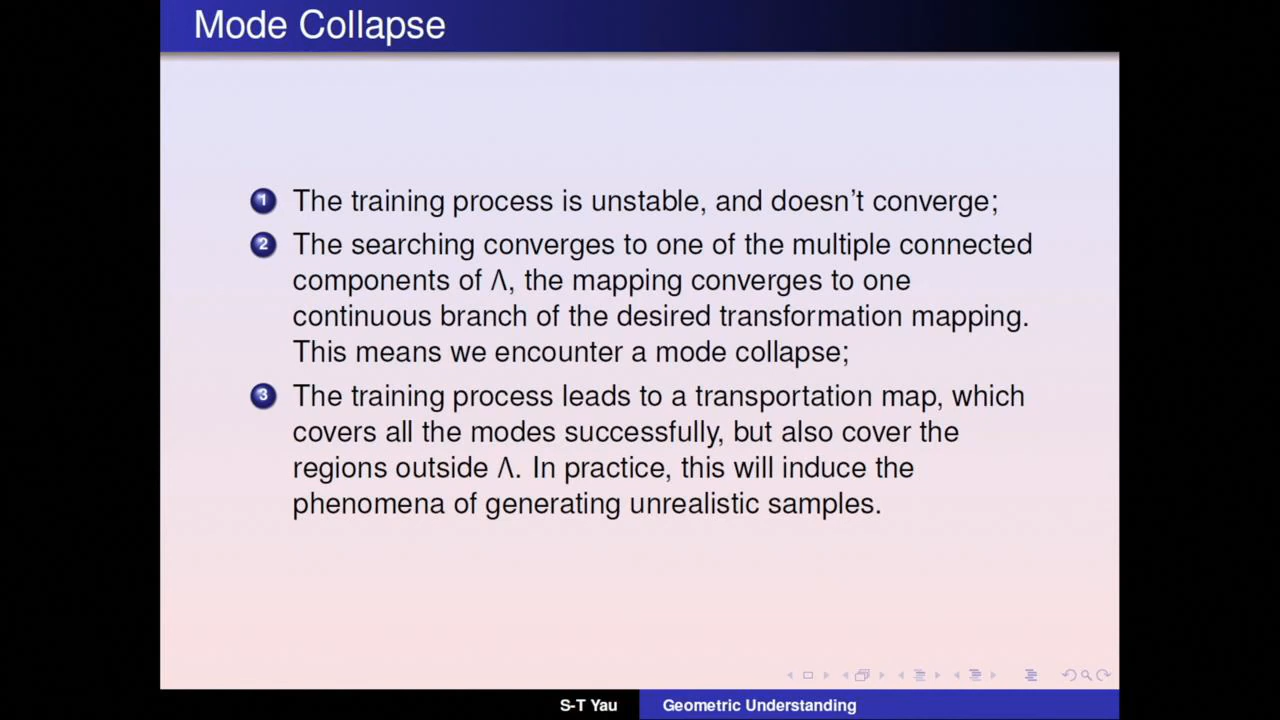 Mode Collapse
1 The training process is unstable, and doesn't converge;
2 The searching converges to one of the multiple connected
components of Λ, the mapping converges to one
continuous branch of the desired transformation mapping.
This means we encounter a mode collapse;
3 The training process leads to a transportation map, which
covers all the modes successfully, but also cover the
regions outside Λ. In practice, this will induce the
phenomena of generating unrealistic samples.
S-T Yau
Geometric Understanding